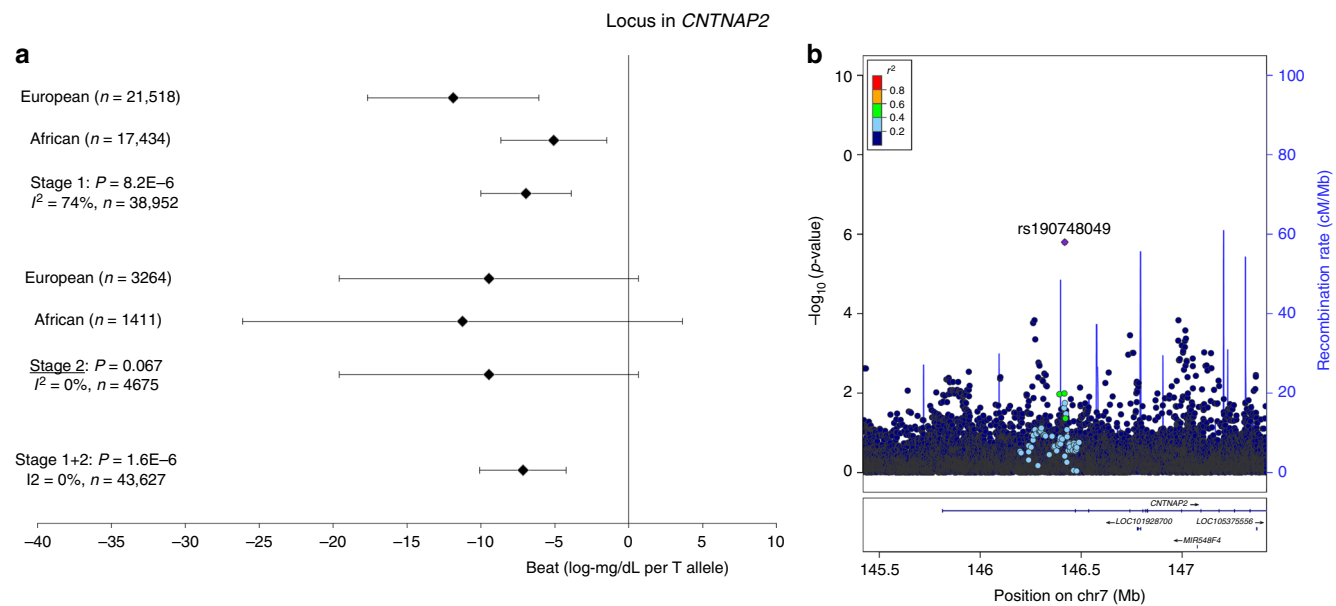 Locus in CNTNAP2
a
European (n = 21,518)
African (n = 17,434)
Stage 1: P = 8.2E–6
I² = 74%, n = 38,952
European (n = 3264)
African (n = 1411)
Stage 2: P = 0.067
I² = 0%, n = 4675
Stage 1+2: P = 1.6E–6
I2 = 0%, n = 43,627
–40 –35 –30 –25 –20 –15 –10 –5 0 5
Beat (log-mg/dL per T allele)
b
r²
0.8
0.6
0.4
0.2
10
0
6
4
2
0
–log₁₀ (p-value)
rs190748049
100
80
60
40
20
0
Recombination rate (cM/Mb)
CNTNAP2
LOC101928700
LOC105375556
MIR548F4
145.5 146 146.5 147
Position on chr7 (Mb)